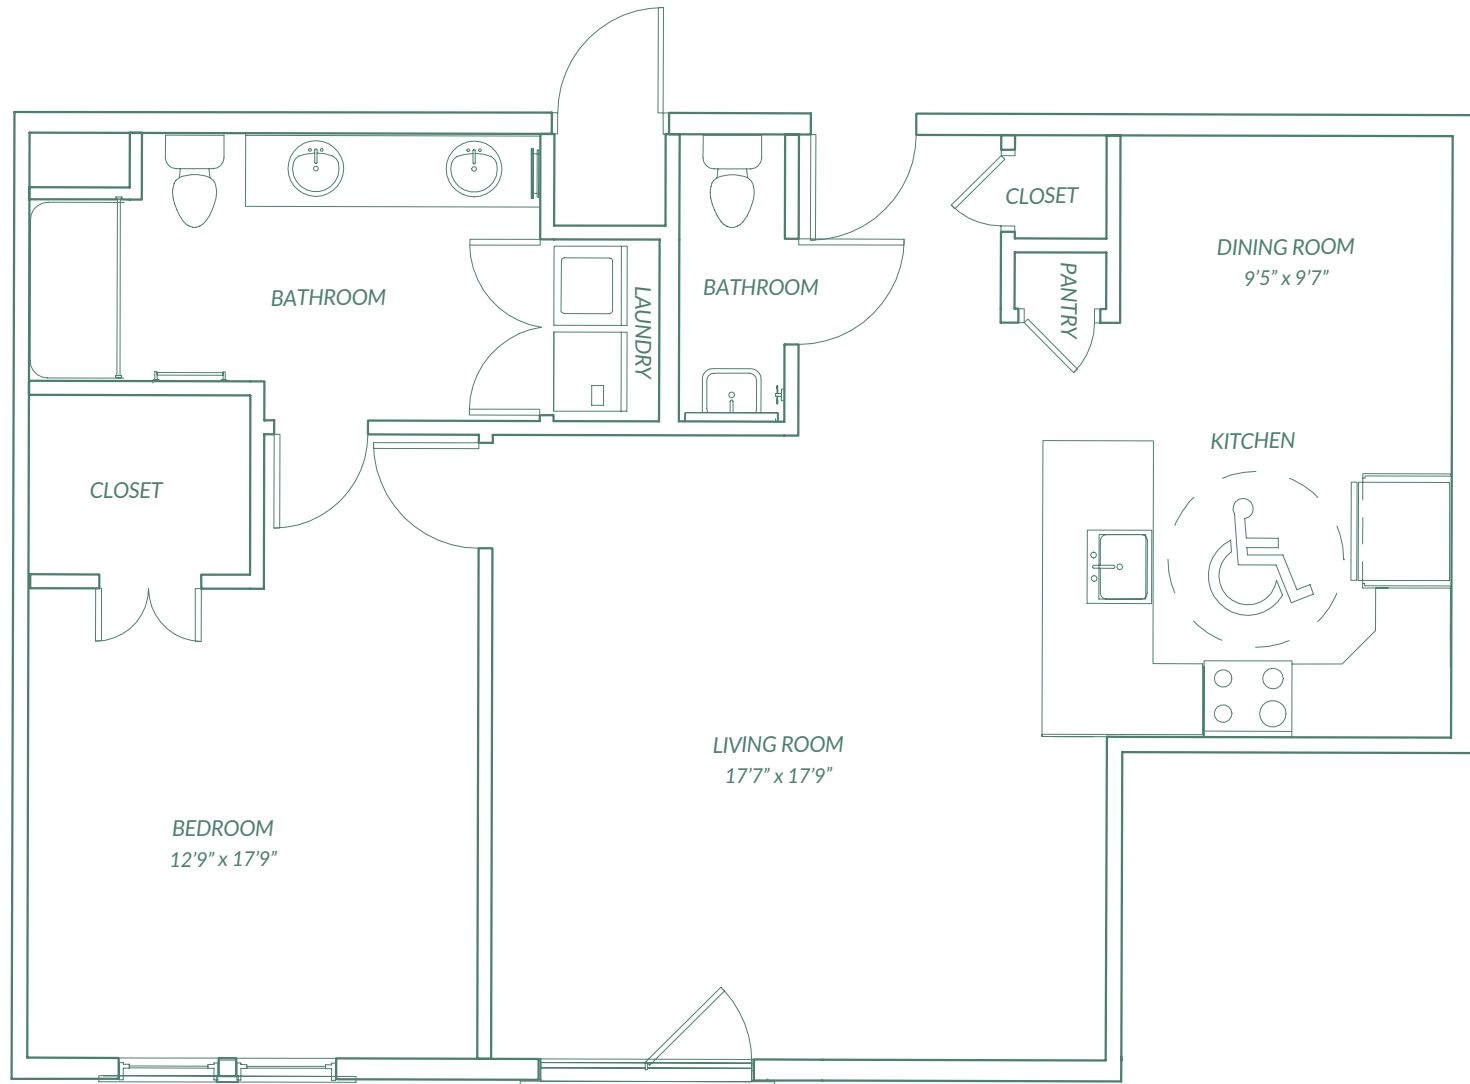 CLOSET
DINING ROOM
9’5” x 9’7”
PANTRY
BATHROOM
LAUNDRY
BATHROOM
KITCHEN
CLOSET
LIVING ROOM
17’7” x 17’9”
BEDROOM
12’9” x 17’9”